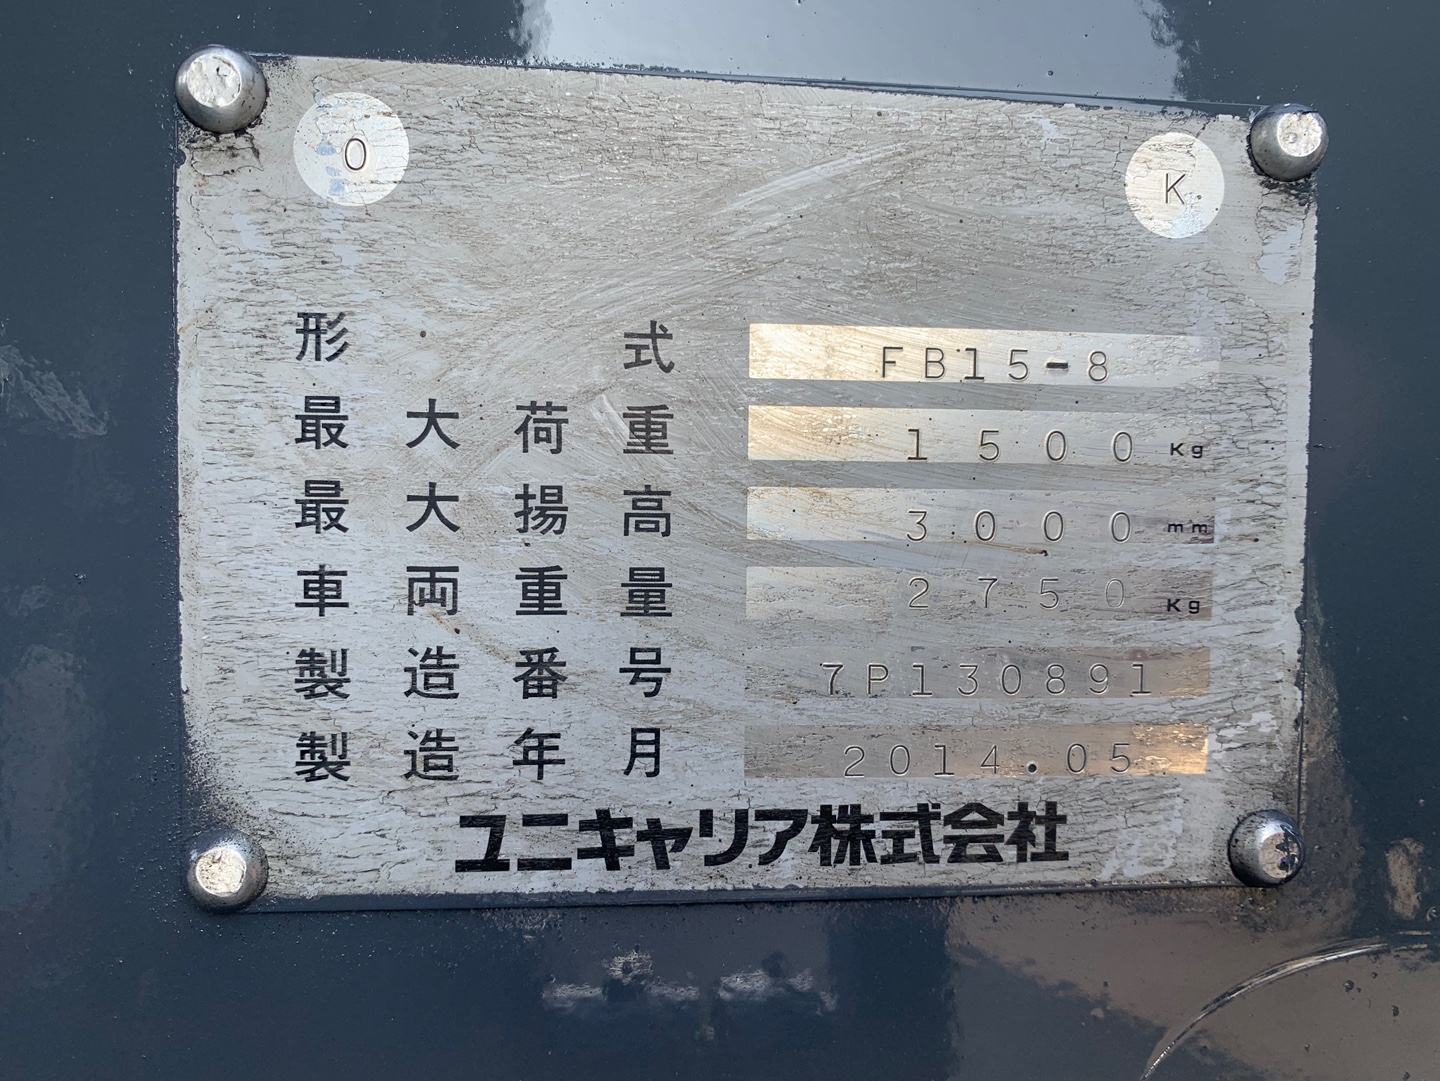 O K
形式 FB15-8
最大荷重 1500 Kg
最大揚高 3000 mm
車両重量 2750 Kg
製造番号 7P130891
製造年月 2014.05
ユニキャリア株式会社